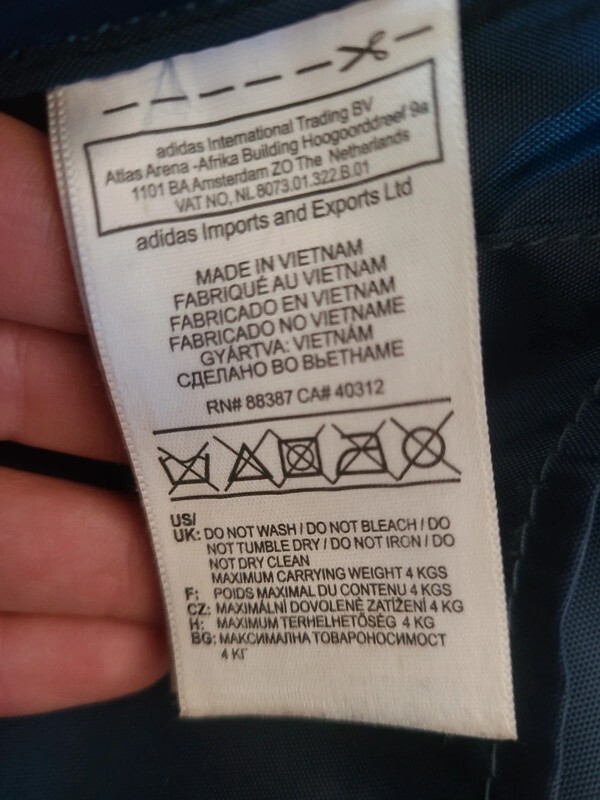 adidas International Trading BV
Atlas Arena -Afrika Building Hoogoorddreef 9a
1101 BA Amsterdam ZO The Netherlands
VAT NO, NL 8073.01.322.B.01
adidas Imports and Exports Ltd
MADE IN VIETNAM
FABRIQUÉ AU VIETNAM
FABRICADO EN VIETNAM
FABRICADO NO VIETNAME
GYÁRTVA: VIETNÁM
СДЕЛАНО ВО ВЬЕТНАМЕ
RN# 88387 CA# 40312
US/
UK: DO NOT WASH / DO NOT BLEACH / DO
NOT TUMBLE DRY / DO NOT IRON / DO
NOT DRY CLEAN
MAXIMUM CARRYING WEIGHT 4 KGS
F: POIDS MAXIMAL DU CONTENU 4 KGS
CZ: MAXIMÁLNÍ DOVOLENÉ ZATÍŽENÍ 4 KG
H: MAXIMUM TERHELHETŐSÉG 4 KG
BG: МАКСИМАЛНА ТОВАРОНОСИМОСТ
4 КГ